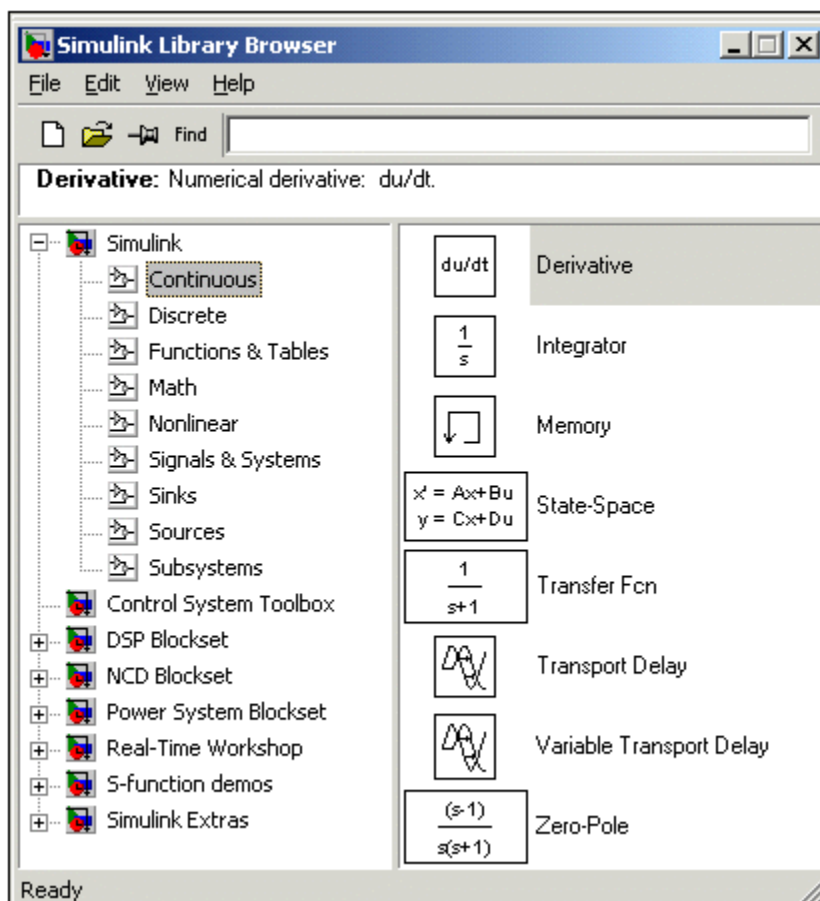 Simulink Library Browser
File Edit View Help
Find
Derivative: Numerical derivative: du/dt.
Simulink
Continuous
Discrete
Functions & Tables
Math
Nonlinear
Signals & Systems
Sinks
Sources
Subsystems
Control System Toolbox
DSP Blockset
NCD Blockset
Power System Blockset
Real-Time Workshop
S-function demos
Simulink Extras
du/dt Derivative
1
s
Integrator
Memory
x' = Ax+Bu
y = Cx+Du
State-Space
1
s+1
Transfer Fcn
Transport Delay
Variable Transport Delay
(s-1)
s(s+1)
Zero-Pole
Ready